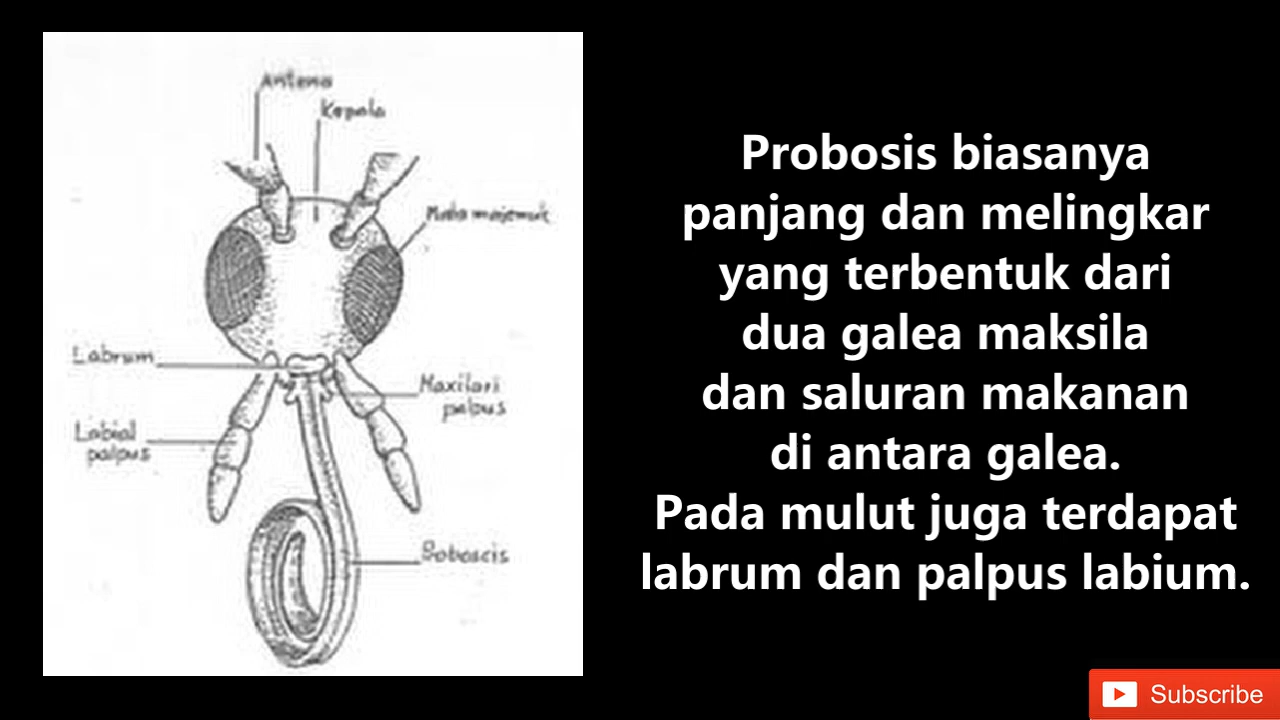 Antena
Kepala
Mata majemuk
Labrum
Maxilari
palpus
Labial
palpus
Soboscis
Probosis biasanya
panjang dan melingkar
yang terbentuk dari
dua galea maksila
dan saluran makanan
di antara galea.
Pada mulut juga terdapat
labrum dan palpus labium.
Subscribe